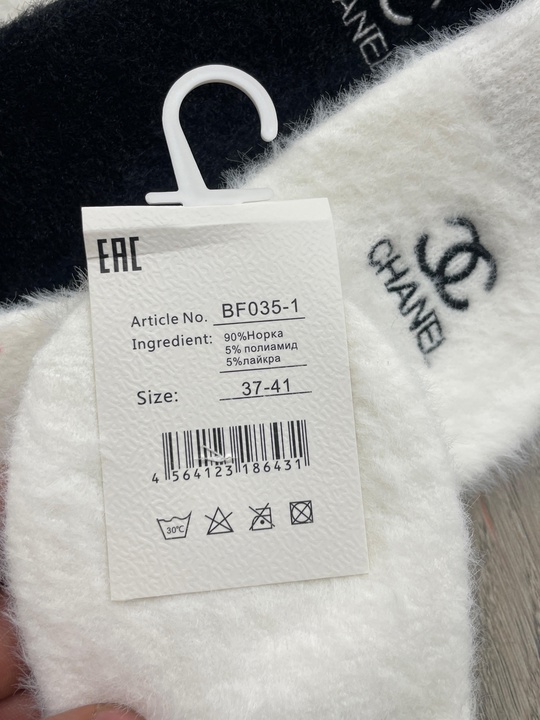 CHANEL
CHANEL
EAC
Article No. BF035-1
Ingredient: 90%Норка
5% полиамид
5%лайкра
Size: 37-41
4 564123 186431
30℃